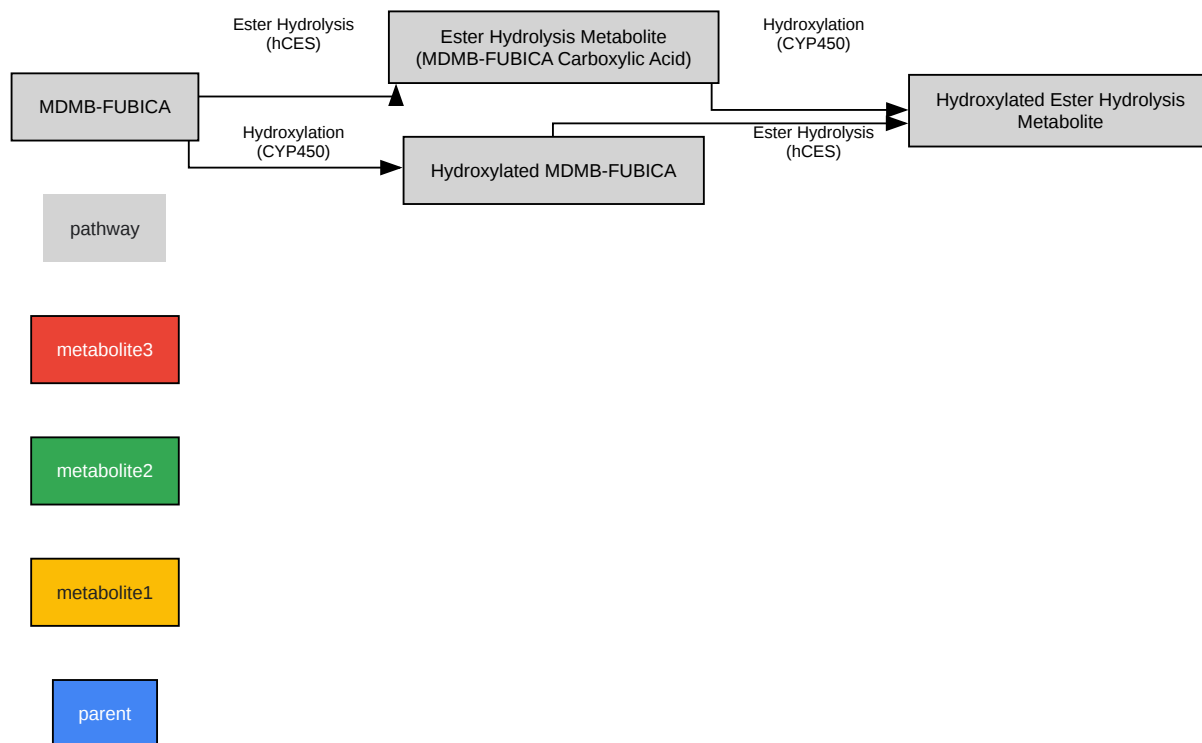 Ester Hydrolysis
(hCES)
Ester Hydrolysis Metabolite
(MDMB-FUBICA Carboxylic Acid)
Hydroxylation
(CYP450)
MDMB-FUBICA
Hydroxylated Ester Hydrolysis
Metabolite
Hydroxylation
(CYP450)
Hydroxylated MDMB-FUBICA
Ester Hydrolysis
(hCES)
pathway
metabolite3
metabolite2
metabolite1
parent